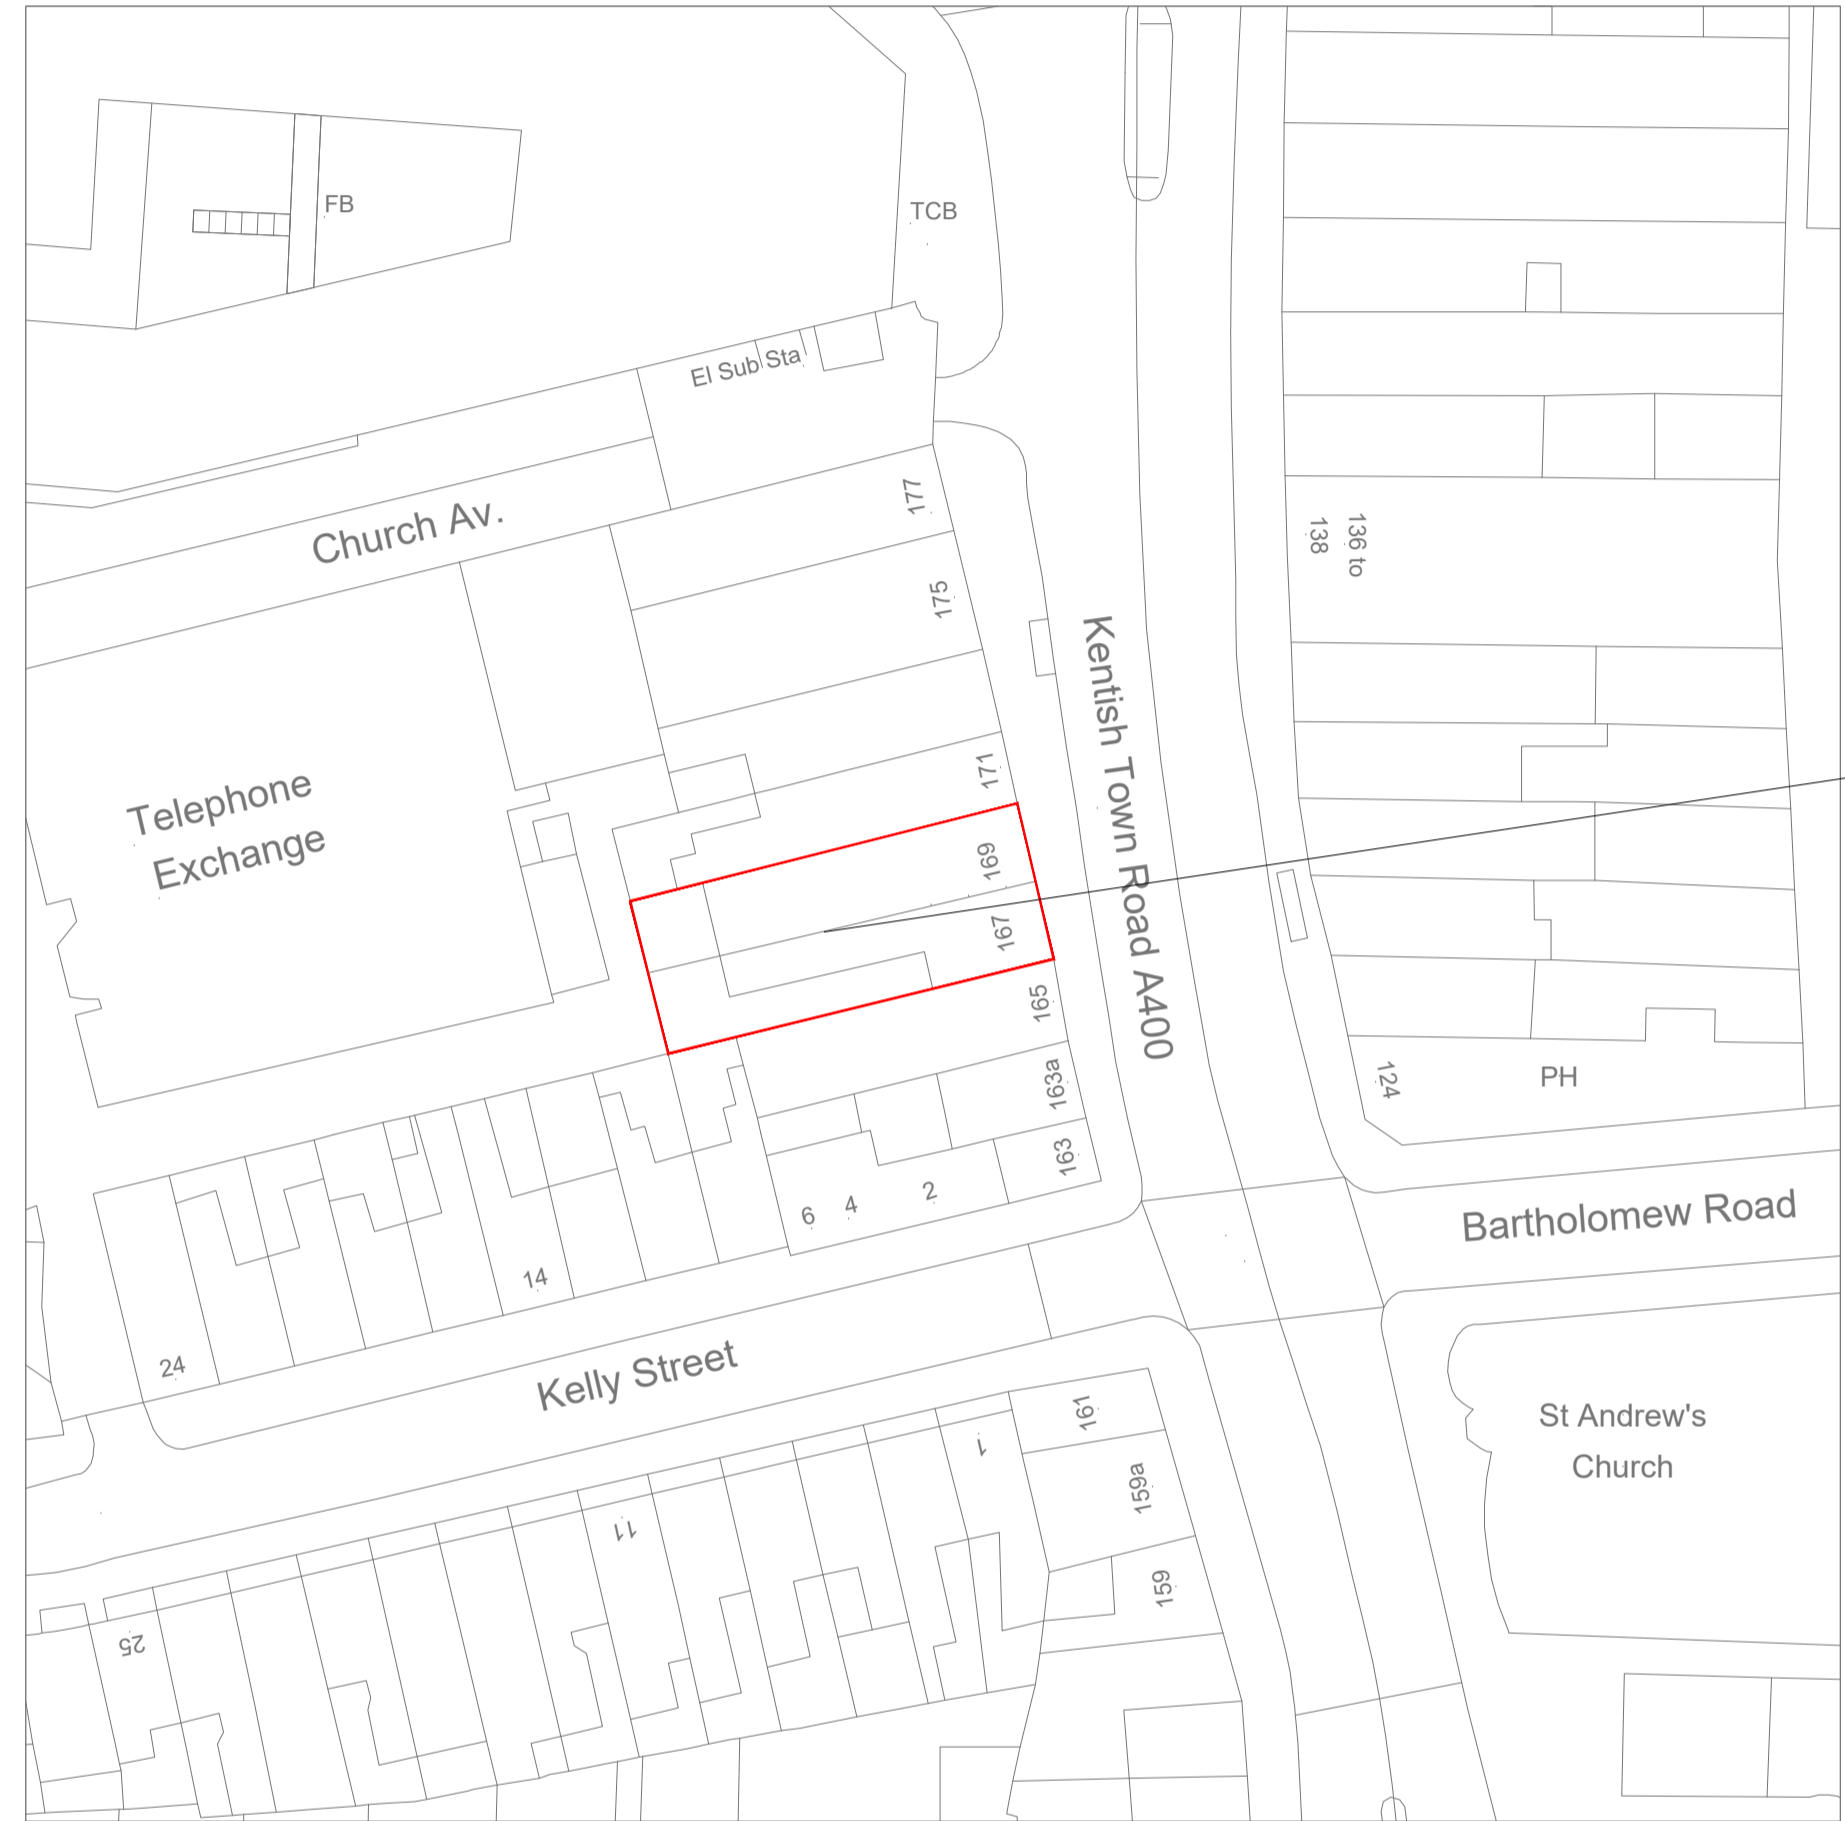 FB
TCB
El Sub Sta
Church Av.
177
175
171
169
167
165
163a
163
Kentish Town Road A400
136 to
138
Telephone
Exchange
124
PH
6
4
2
14
24
Bartholomew Road
Kelly Street
St Andrew's
Church
161
159a
159
1
11
25